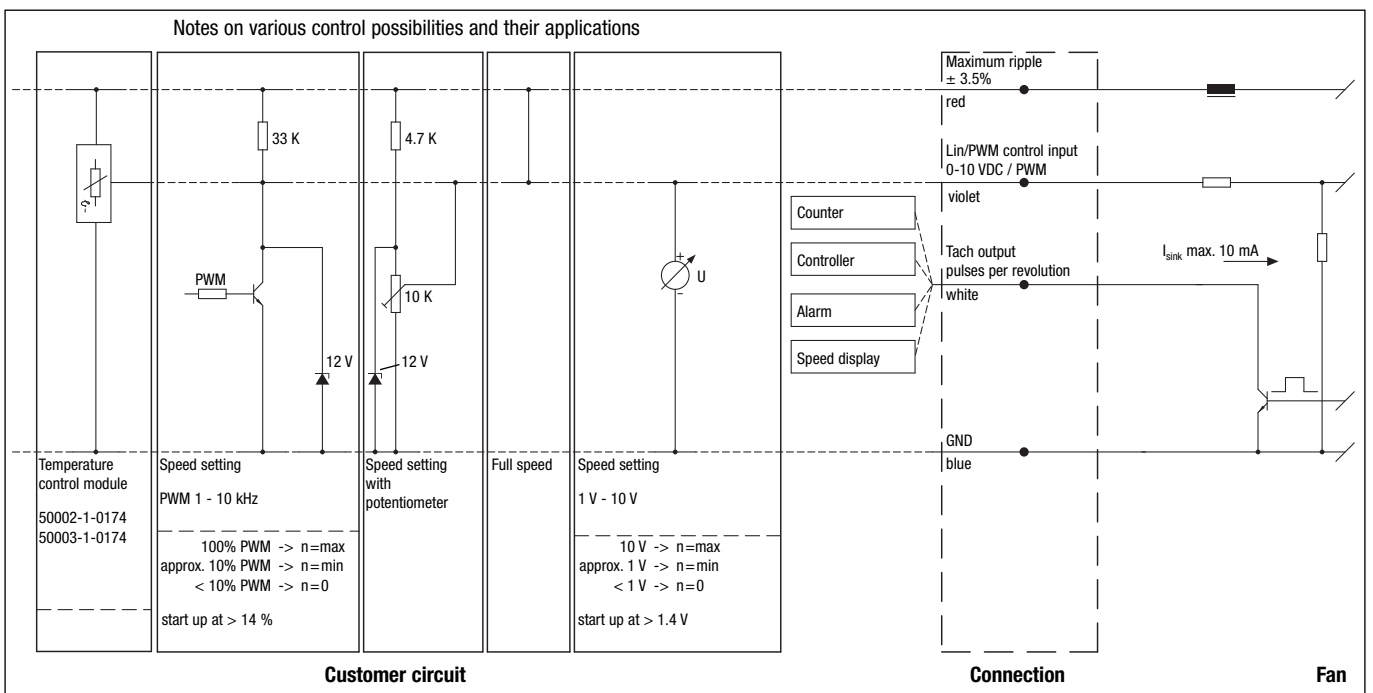 Notes on various control possibilities and their applications
33 K
4.7 K
PWM
12 V
10 K
12 V
U
+
−
Counter
Controller
Alarm
Speed display
Maximum ripple
± 3.5%
red
Lin/PWM control input
0-10 VDC / PWM
violet
Tach output
pulses per revolution
white
GND
blue
Isink max. 10 mA
Temperature
control module
50002-1-0174
50003-1-0174
Speed setting
PWM 1 - 10 kHz
100% PWM -> n=max
approx. 10% PWM -> n=min
< 10% PWM -> n=0
start up at > 14 %
Speed setting
with
potentiometer
Full speed
Speed setting
1 V - 10 V
10 V -> n=max
approx. 1 V -> n=min
< 1 V -> n=0
start up at > 1.4 V
Customer circuit
Connection
Fan